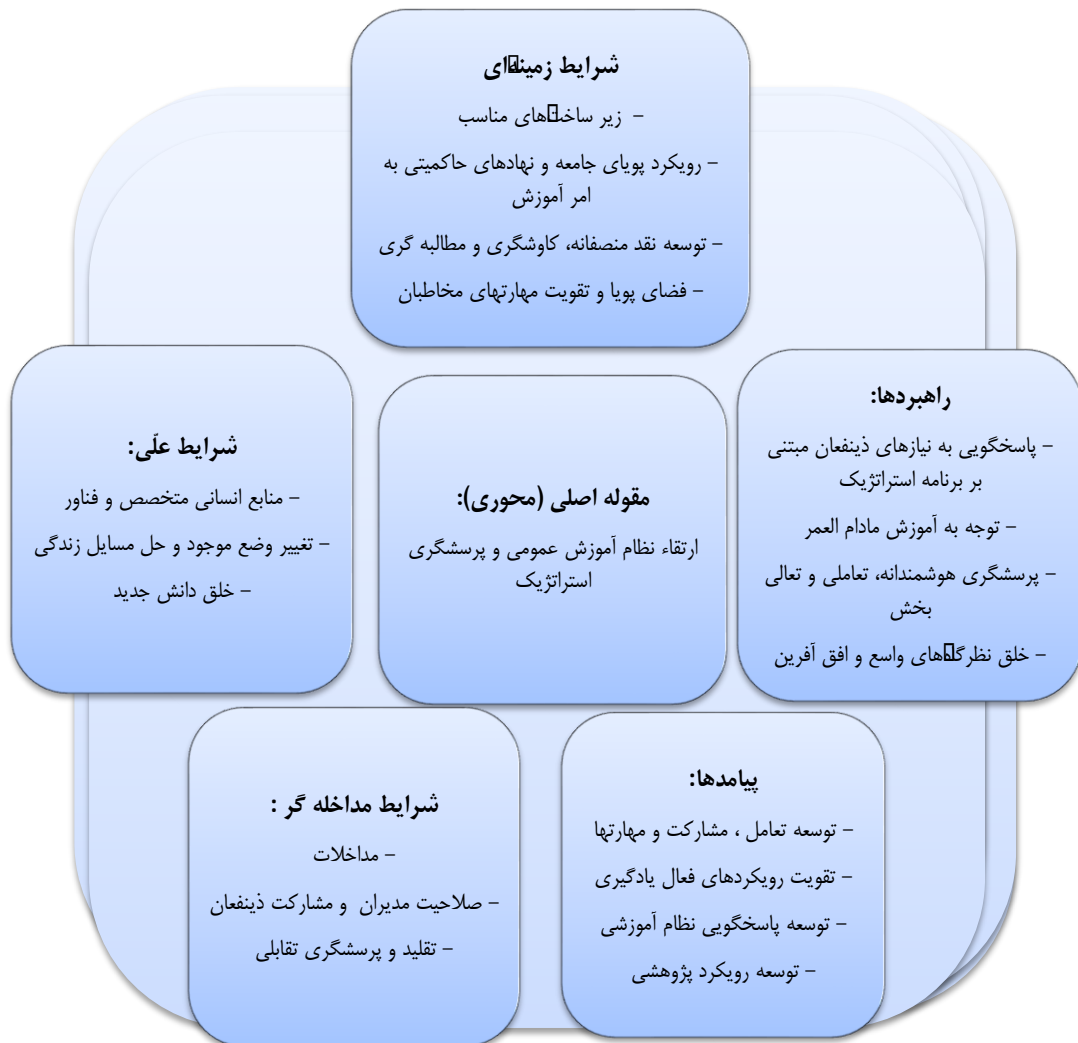 شرایط زمینه‌ای
- زیر ساخت‌های مناسب
- رویکرد پویای جامعه و نهادهای حاکمیتی به
امر آموزش
- توسعه نقد منصفانه، کاوشگری و مطالبه گری
- فضای پویا و تقویت مهارتهای مخاطبان
راهبردها:
- پاسخگویی به نیازهای ذینفعان مبتنی
بر برنامه استراتژیک
- توجه به آموزش مادام العمر
- پرسشگری هوشمندانه، تعاملی و تعالی
بخش
- خلق نظرگاه‌های واسع و افق آفرین
مقوله اصلی (محوری):
ارتقاء نظام آموزش عمومی و پرسشگری
استراتژیک
شرایط علّی:
- منابع انسانی متخصص و فناور
- تغییر وضع موجود و حل مسایل زندگی
- خلق دانش جدید
پیامدها:
- توسعه تعامل ، مشارکت و مهارتها
- تقویت رویکردهای فعال یادگیری
- توسعه پاسخگویی نظام آموزشی
- توسعه رویکرد پژوهشی
شرایط مداخله گر :
- مداخلات
- صلاحیت مدیران و مشارکت ذینفعان
- تقلید و پرسشگری تقابلی